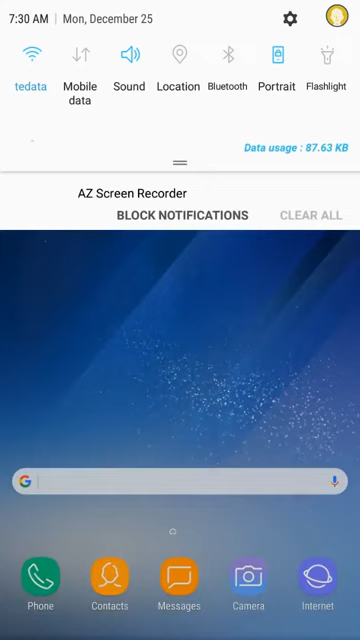 7:30 AM | Mon, December 25
tedata Mobile data Sound Location Bluetooth Portrait Flashlight
Data usage : 87.63 KB
AZ Screen Recorder
BLOCK NOTIFICATIONS CLEAR ALL
G
Phone Contacts Messages Camera Internet